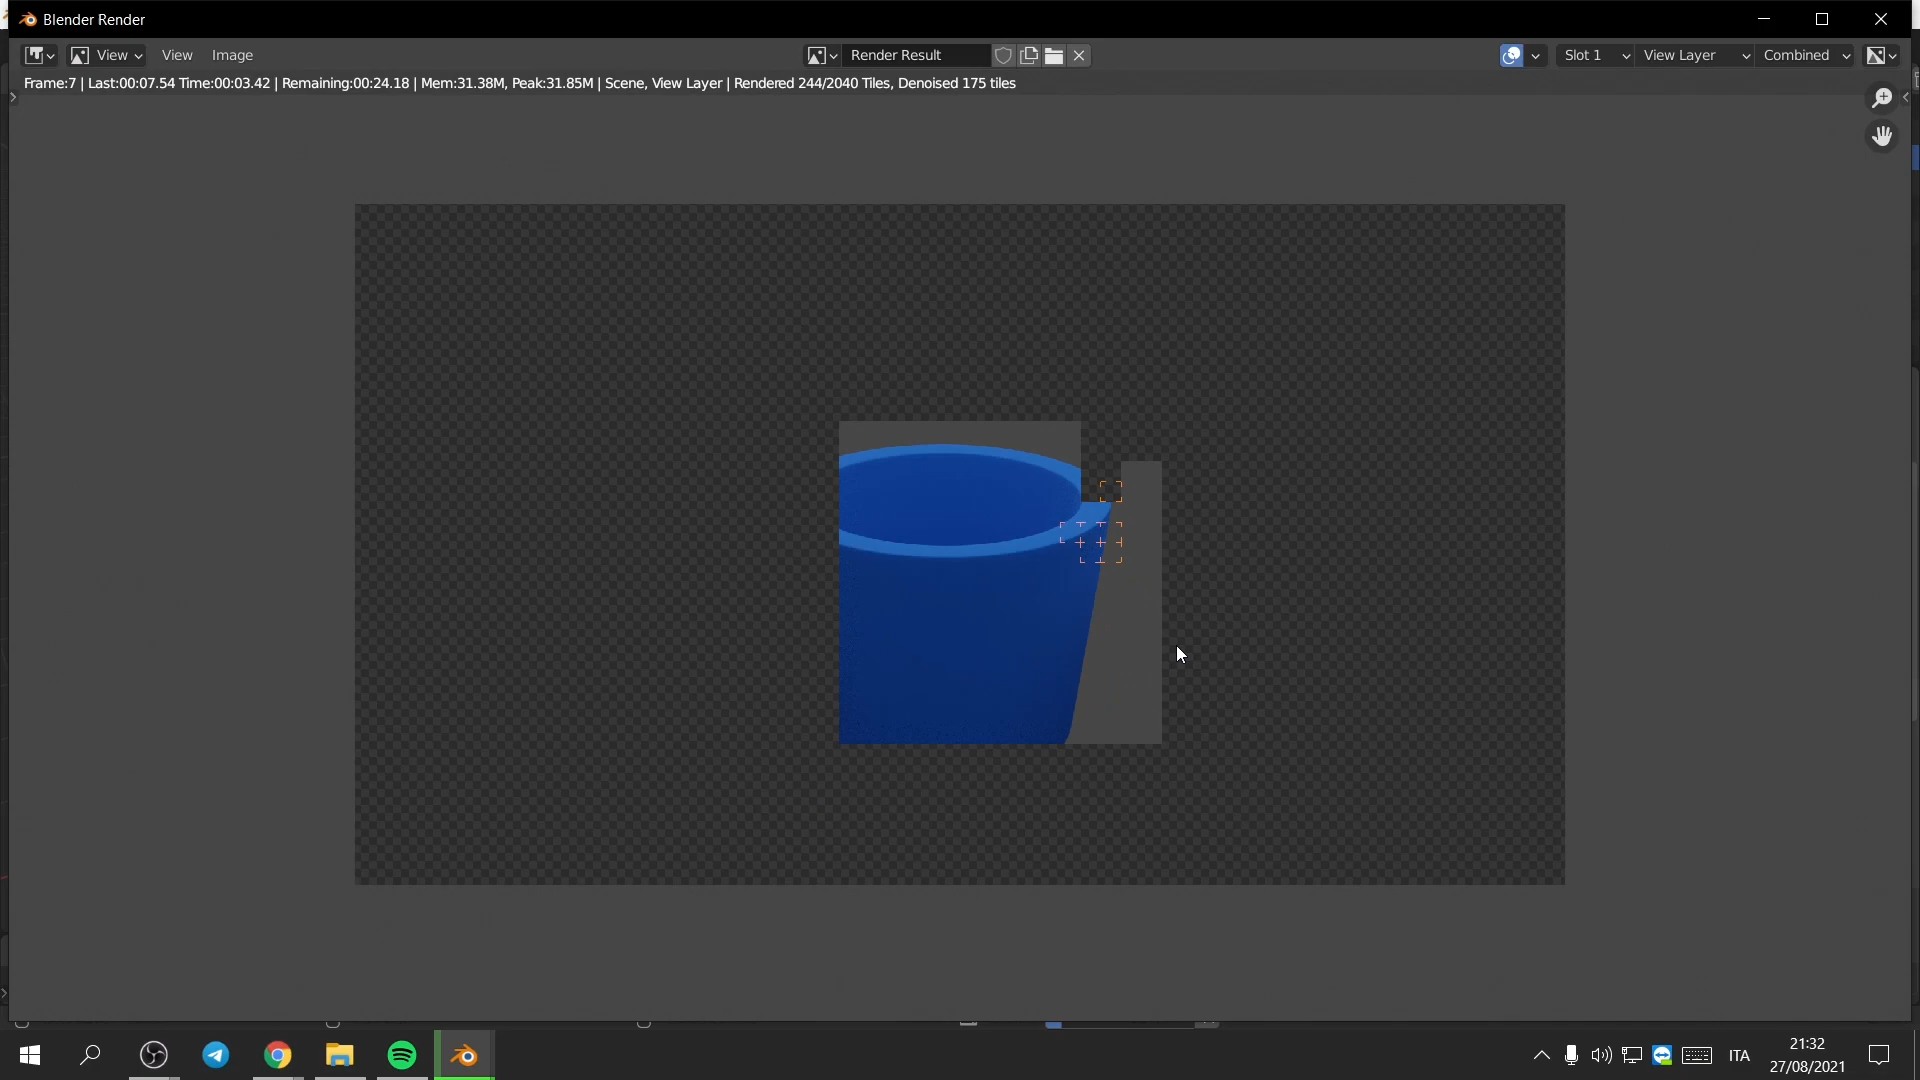 Blender Render
View View Image Render Result Slot 1 View Layer Combined
Frame:7 | Last:00:07.54 Time:00:03.42 | Remaining:00:24.18 | Mem:31.38M, Peak:31.85M | Scene, View Layer | Rendered 244/2040 Tiles, Denoised 175 tiles
ITA
21:32
27/08/2021